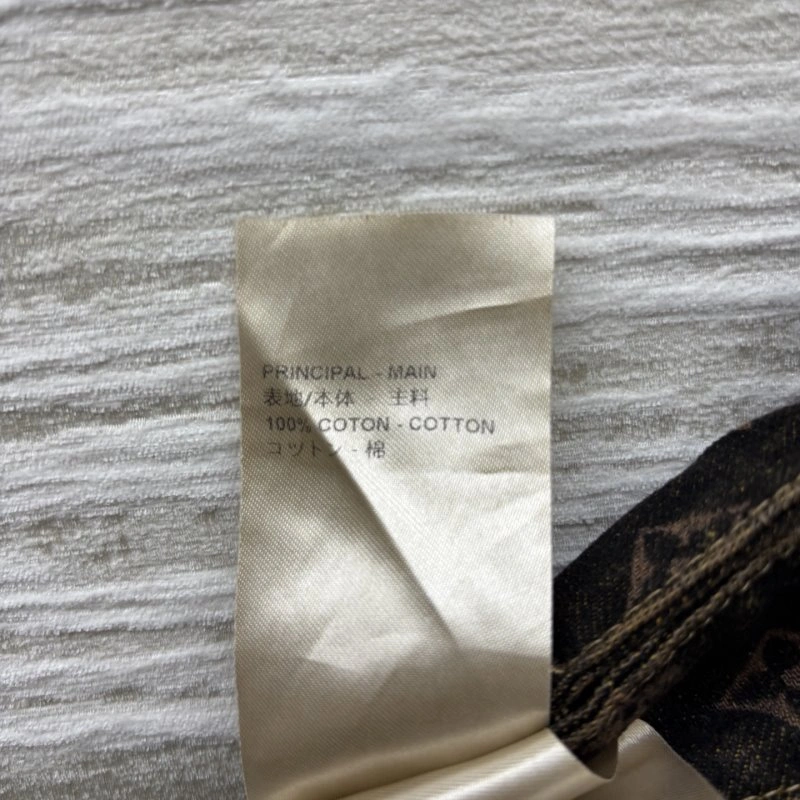 PRINCIPAL - MAIN
表地/本体 主料
100% COTON - COTTON
コットン - 棉